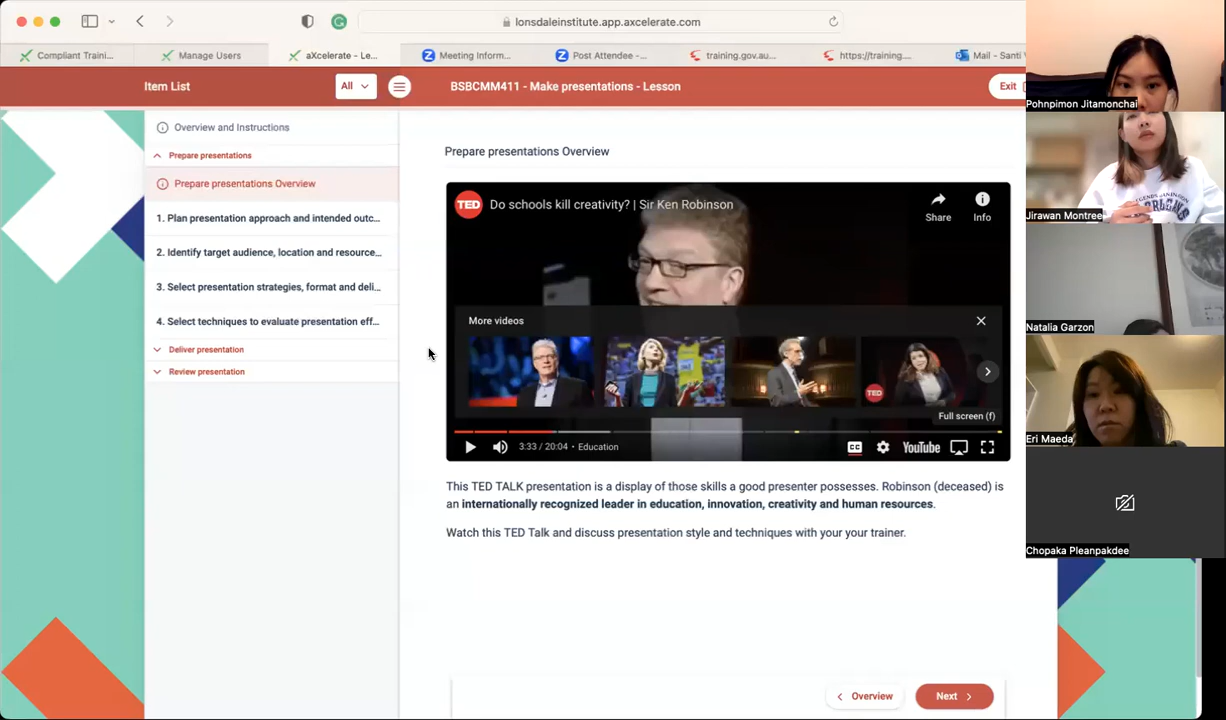 lonsdaleinstitute.app.axcelerate.com
Compliant Traini...
Manage Users
aXcelerate - Le...
Meeting Inform...
Post Attendee -...
training.gov.au...
https://training....
Mail - Santi
Item List
All
BSBCMM411 - Make presentations - Lesson
Exit
Overview and Instructions
Prepare presentations
Prepare presentations Overview
1. Plan presentation approach and intended outc...
2. Identify target audience, location and resource...
3. Select presentation strategies, format and deli...
4. Select techniques to evaluate presentation eff...
Deliver presentation
Review presentation
Prepare presentations Overview
TED
Do schools kill creativity? | Sir Ken Robinson
Share
Info
More videos
TED
Full screen (f)
3:33 / 20:04 • Education
CC
YouTube
This TED TALK presentation is a display of those skills a good presenter possesses. Robinson (deceased) is
an internationally recognized leader in education, innovation, creativity and human resources.
Watch this TED Talk and discuss presentation style and techniques with your your trainer.
Overview
Next
Pohnpimon Jitamonchai
Jirawan Montree
Natalia Garzon
Eri Maeda
Chopaka Pleanpakdee